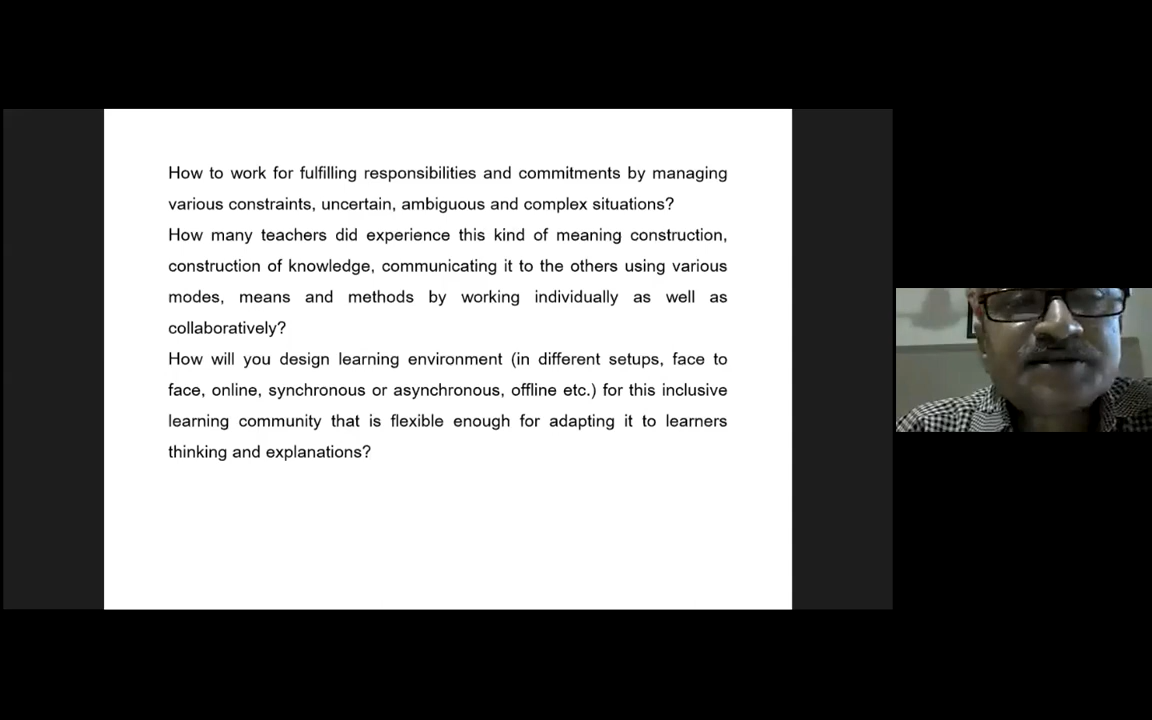 How to work for fulfilling responsibilities and commitments by managing
various constraints, uncertain, ambiguous and complex situations?
How many teachers did experience this kind of meaning construction,
construction of knowledge, communicating it to the others using various
modes, means and methods by working individually as well as
collaboratively?
How will you design learning environment (in different setups, face to
face, online, synchronous or asynchronous, offline etc.) for this inclusive
learning community that is flexible enough for adapting it to learners
thinking and explanations?